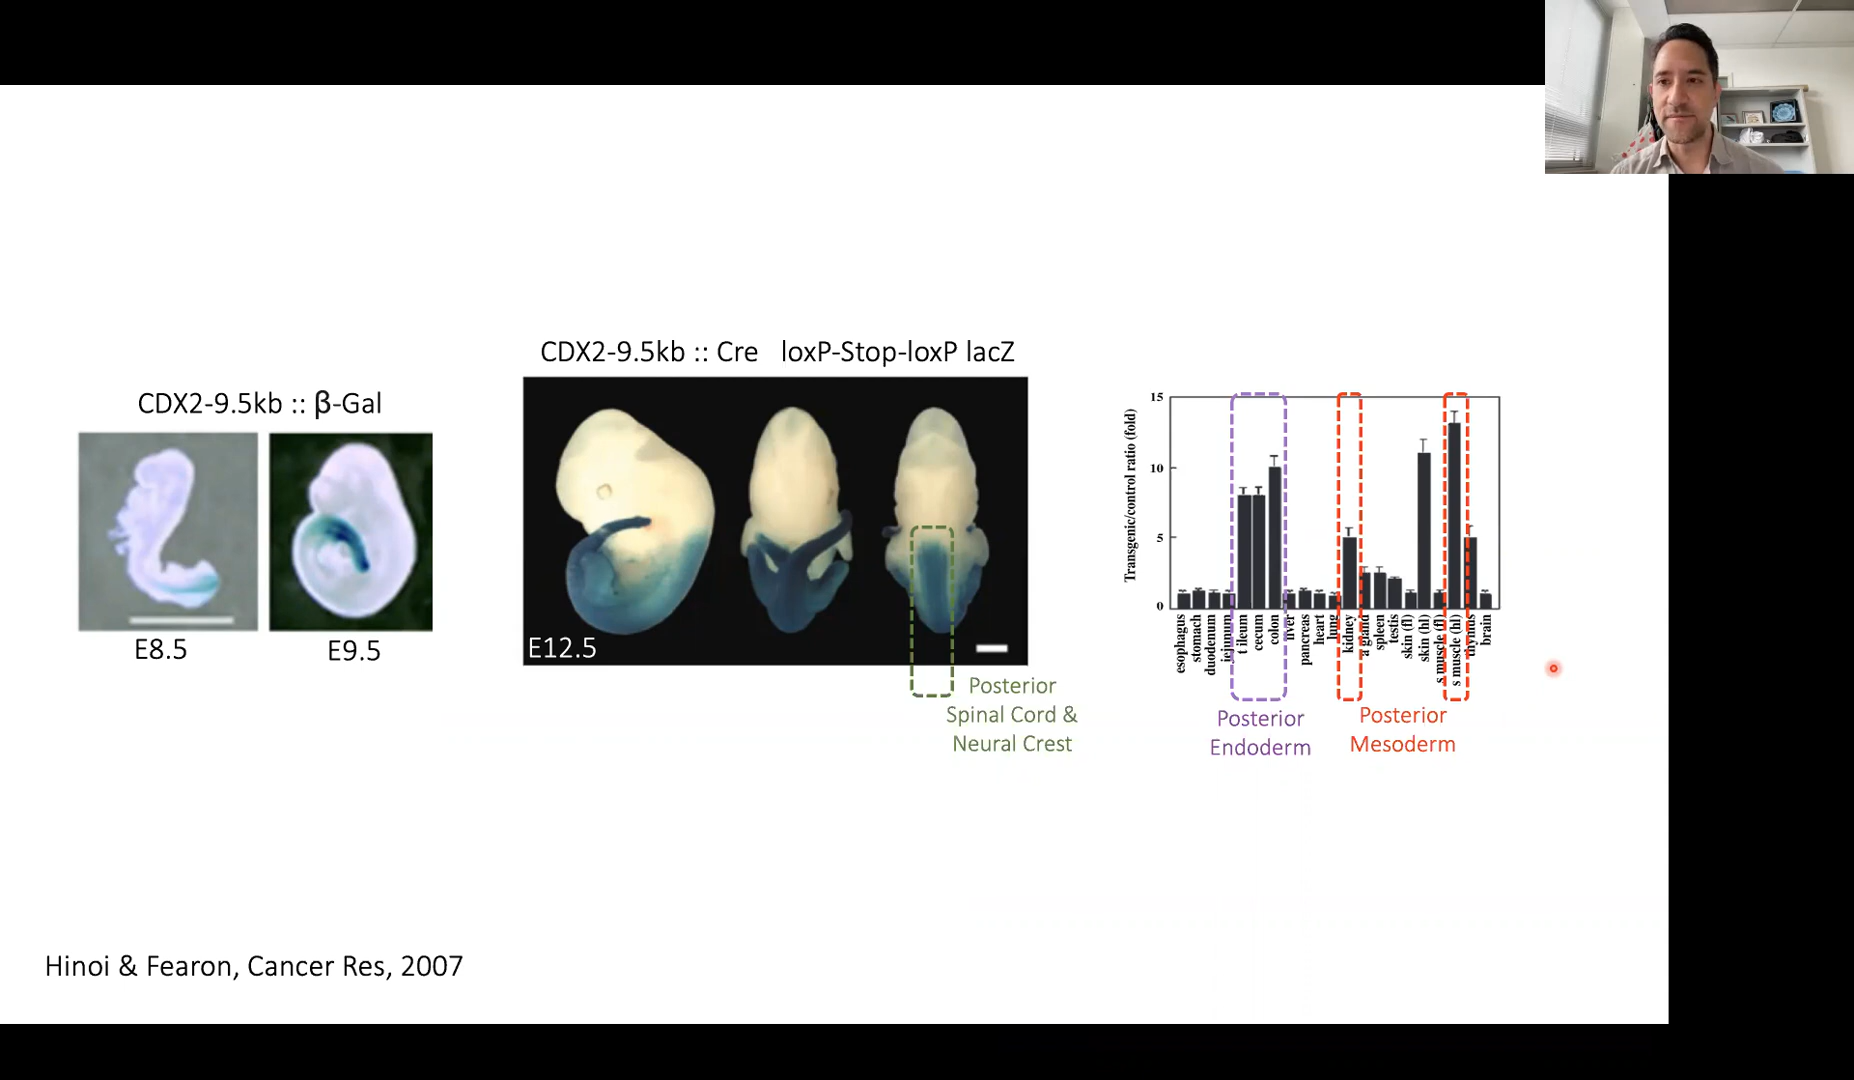 CDX2-9.5kb :: β-Gal
E8.5
E9.5
CDX2-9.5kb :: Cre loxP-Stop-loxP lacZ
E12.5
Posterior
Spinal Cord &
Neural Crest
Transgenic/control ratio (fold)
15
10
5
0
esophagus
stomach
duodenum
jejunum
t ileum
cecum
colon
liver
pancreas
heart
lung
kidney
a gland
spleen
testis
skin (fl)
skin (hl)
s muscle (fl)
s muscle (hl)
thymus
brain
Posterior
Endoderm
Posterior
Mesoderm
Hinoi & Fearon, Cancer Res, 2007